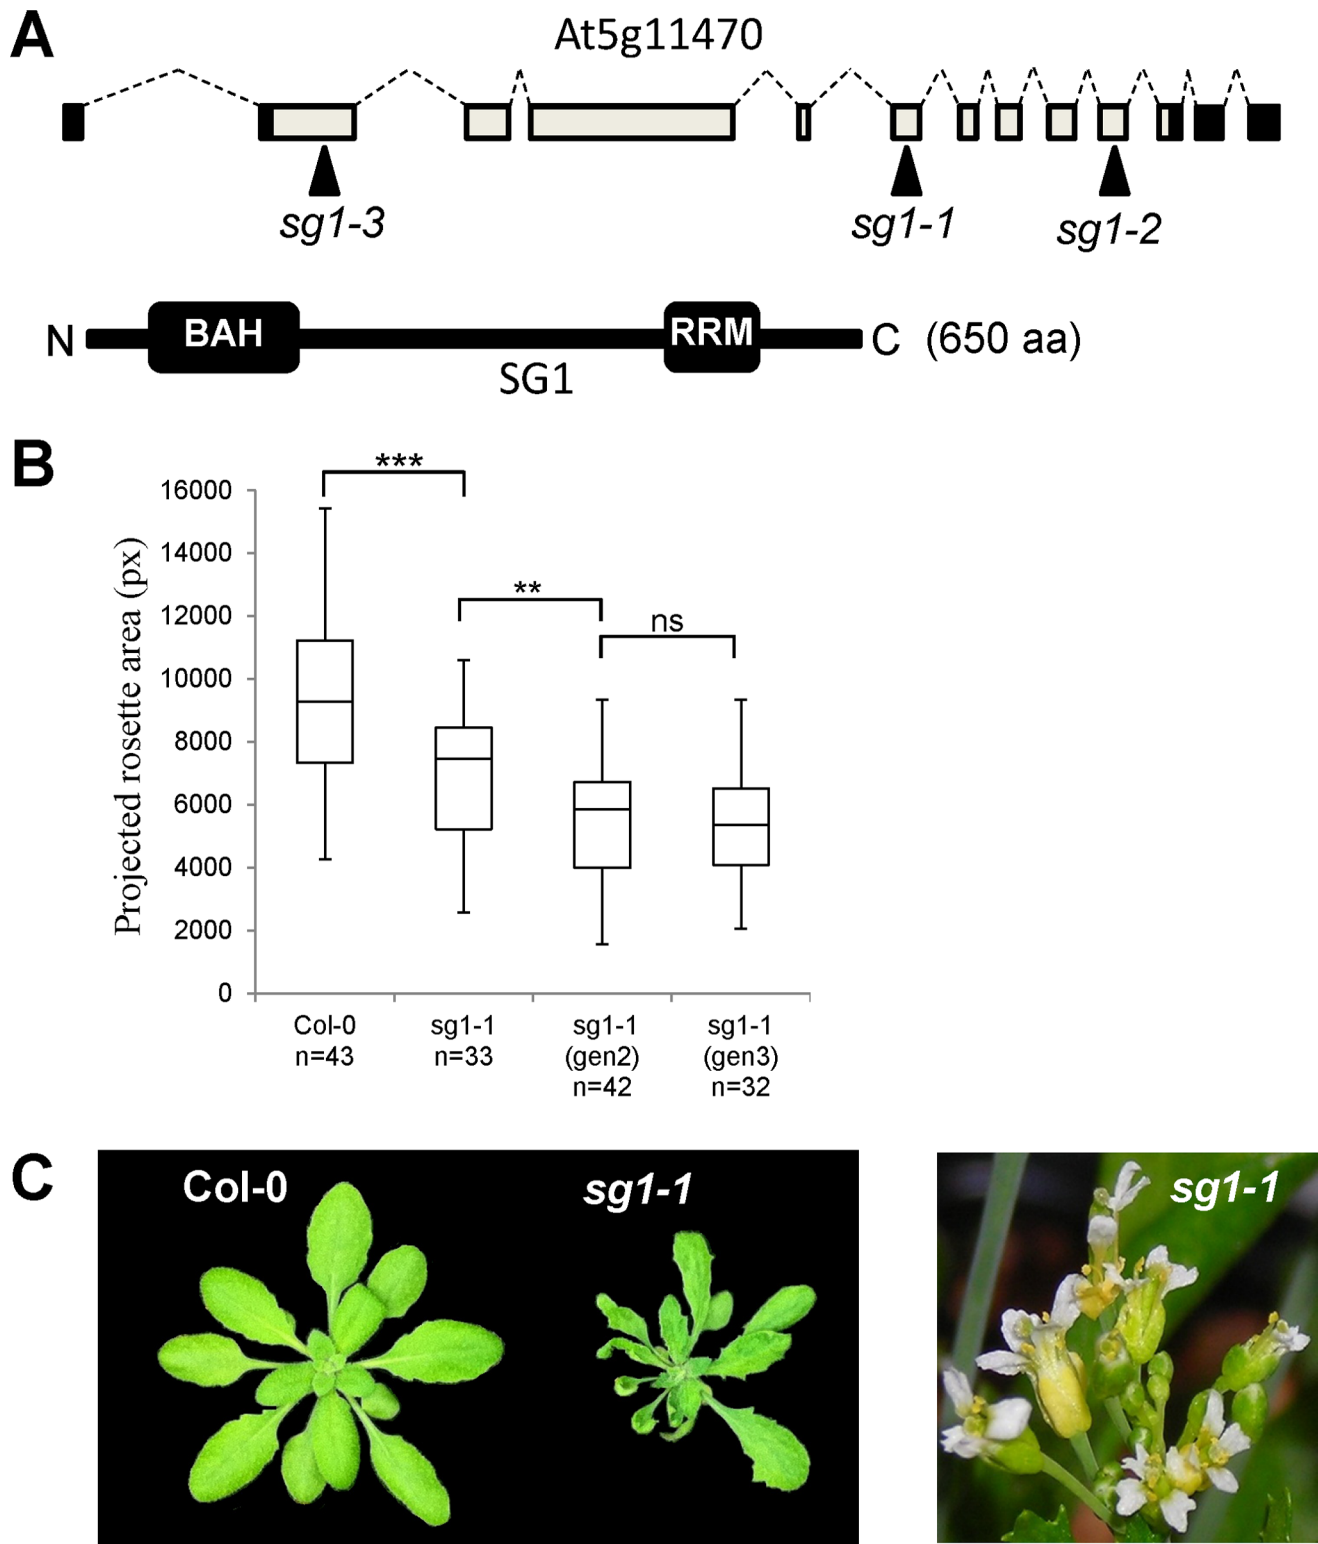 A
At5g11470
sg1-3
sg1-1
sg1-2
N
BAH
RRM
C (650 aa)
SG1
B
Projected rosette area (px)
16000
14000
12000
10000
8000
6000
4000
2000
0
***
**
ns
Col-0
n=43
sg1-1
n=33
sg1-1
(gen2)
n=42
sg1-1
(gen3)
n=32
C
Col-0
sg1-1
sg1-1